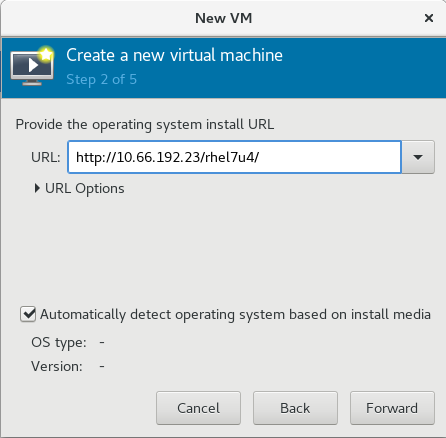 New VM
Create a new virtual machine
Step 2 of 5
Provide the operating system install URL
URL: http://10.66.192.23/rhel7u4/
URL Options
Automatically detect operating system based on install media
OS type: -
Version: -
Cancel Back Forward